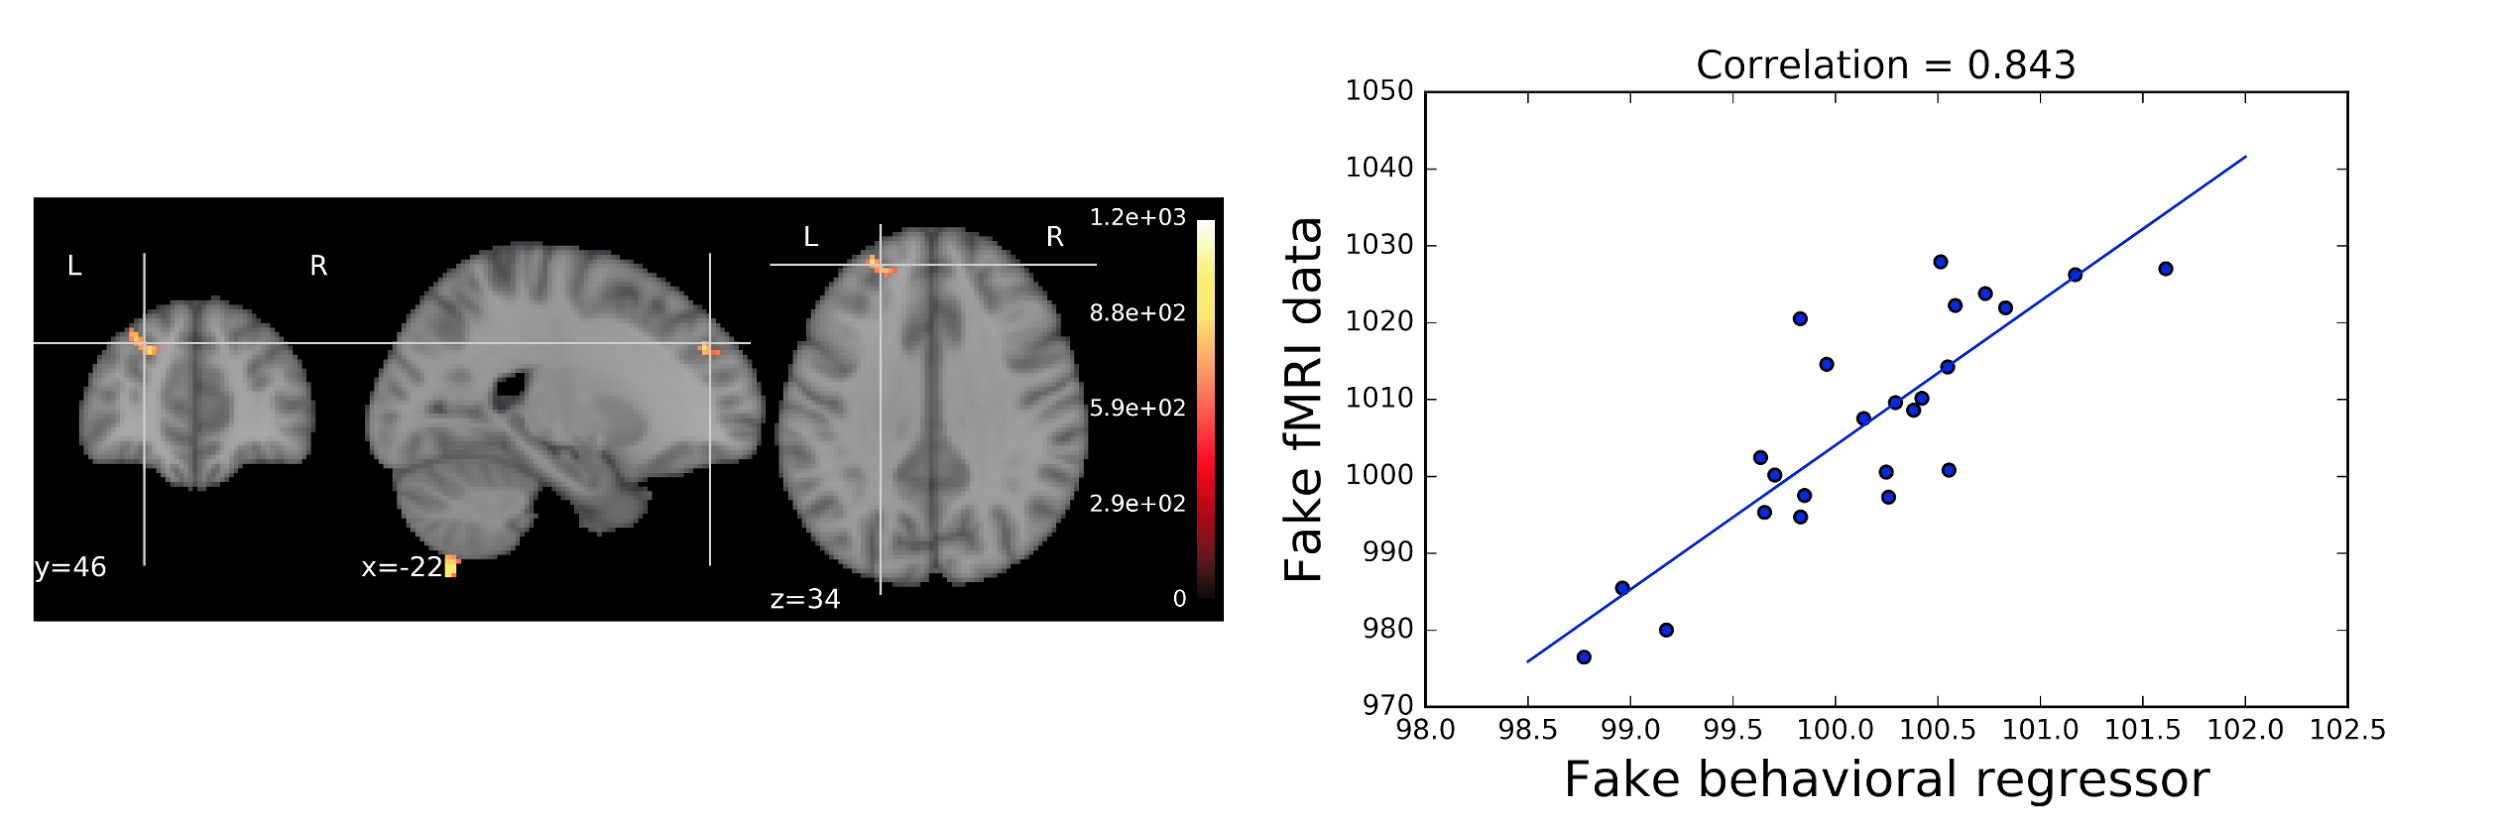 L
R
y=46
x=-22
L
R
z=34
1.2e+03
8.8e+02
5.9e+02
2.9e+02
0
Correlation = 0.843
1050
1040
1030
1020
1010
1000
990
980
970
Fake fMRI data
98.0 98.5 99.0 99.5 100.0 100.5 101.0 101.5 102.0 102.5
Fake behavioral regressor